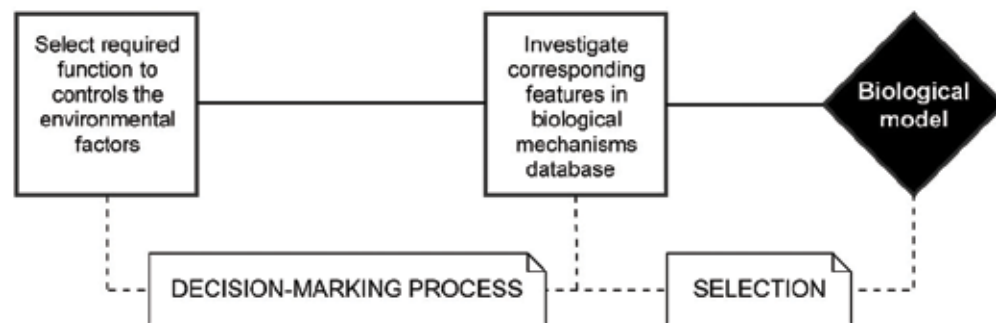 Select required
function to
controls the
environmental
factors
Investigate
corresponding
features in
biological
mechanisms
database
Biological
model
DECISION-MARKING PROCESS
SELECTION